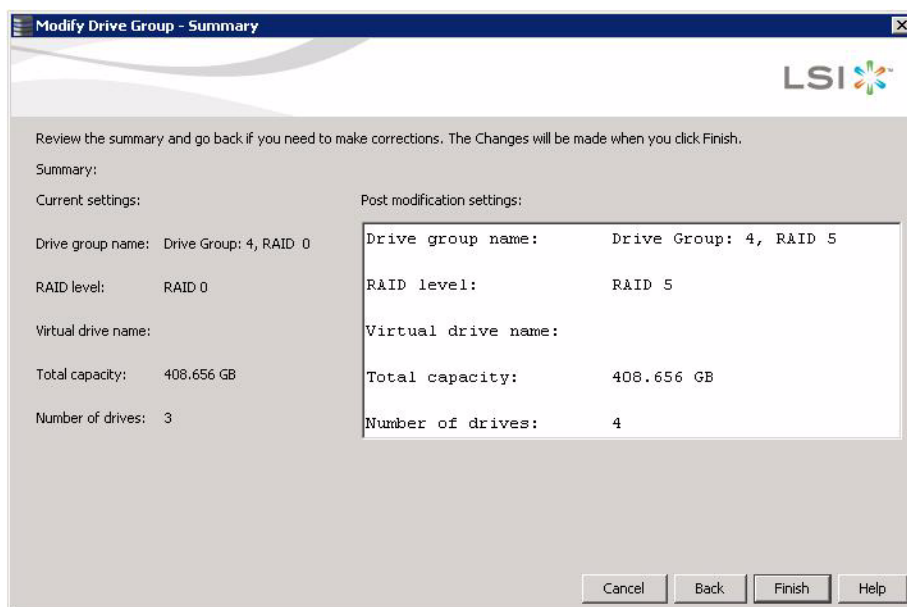 Modify Drive Group - Summary
LSI
Review the summary and go back if you need to make corrections. The Changes will be made when you click Finish.
Summary:
Current settings:
Drive group name: Drive Group: 4, RAID 0
RAID level: RAID 0
Virtual drive name:
Total capacity: 408.656 GB
Number of drives: 3
Post modification settings:
Drive group name: Drive Group: 4, RAID 5
RAID level: RAID 5
Virtual drive name:
Total capacity: 408.656 GB
Number of drives: 4
Cancel Back Finish Help